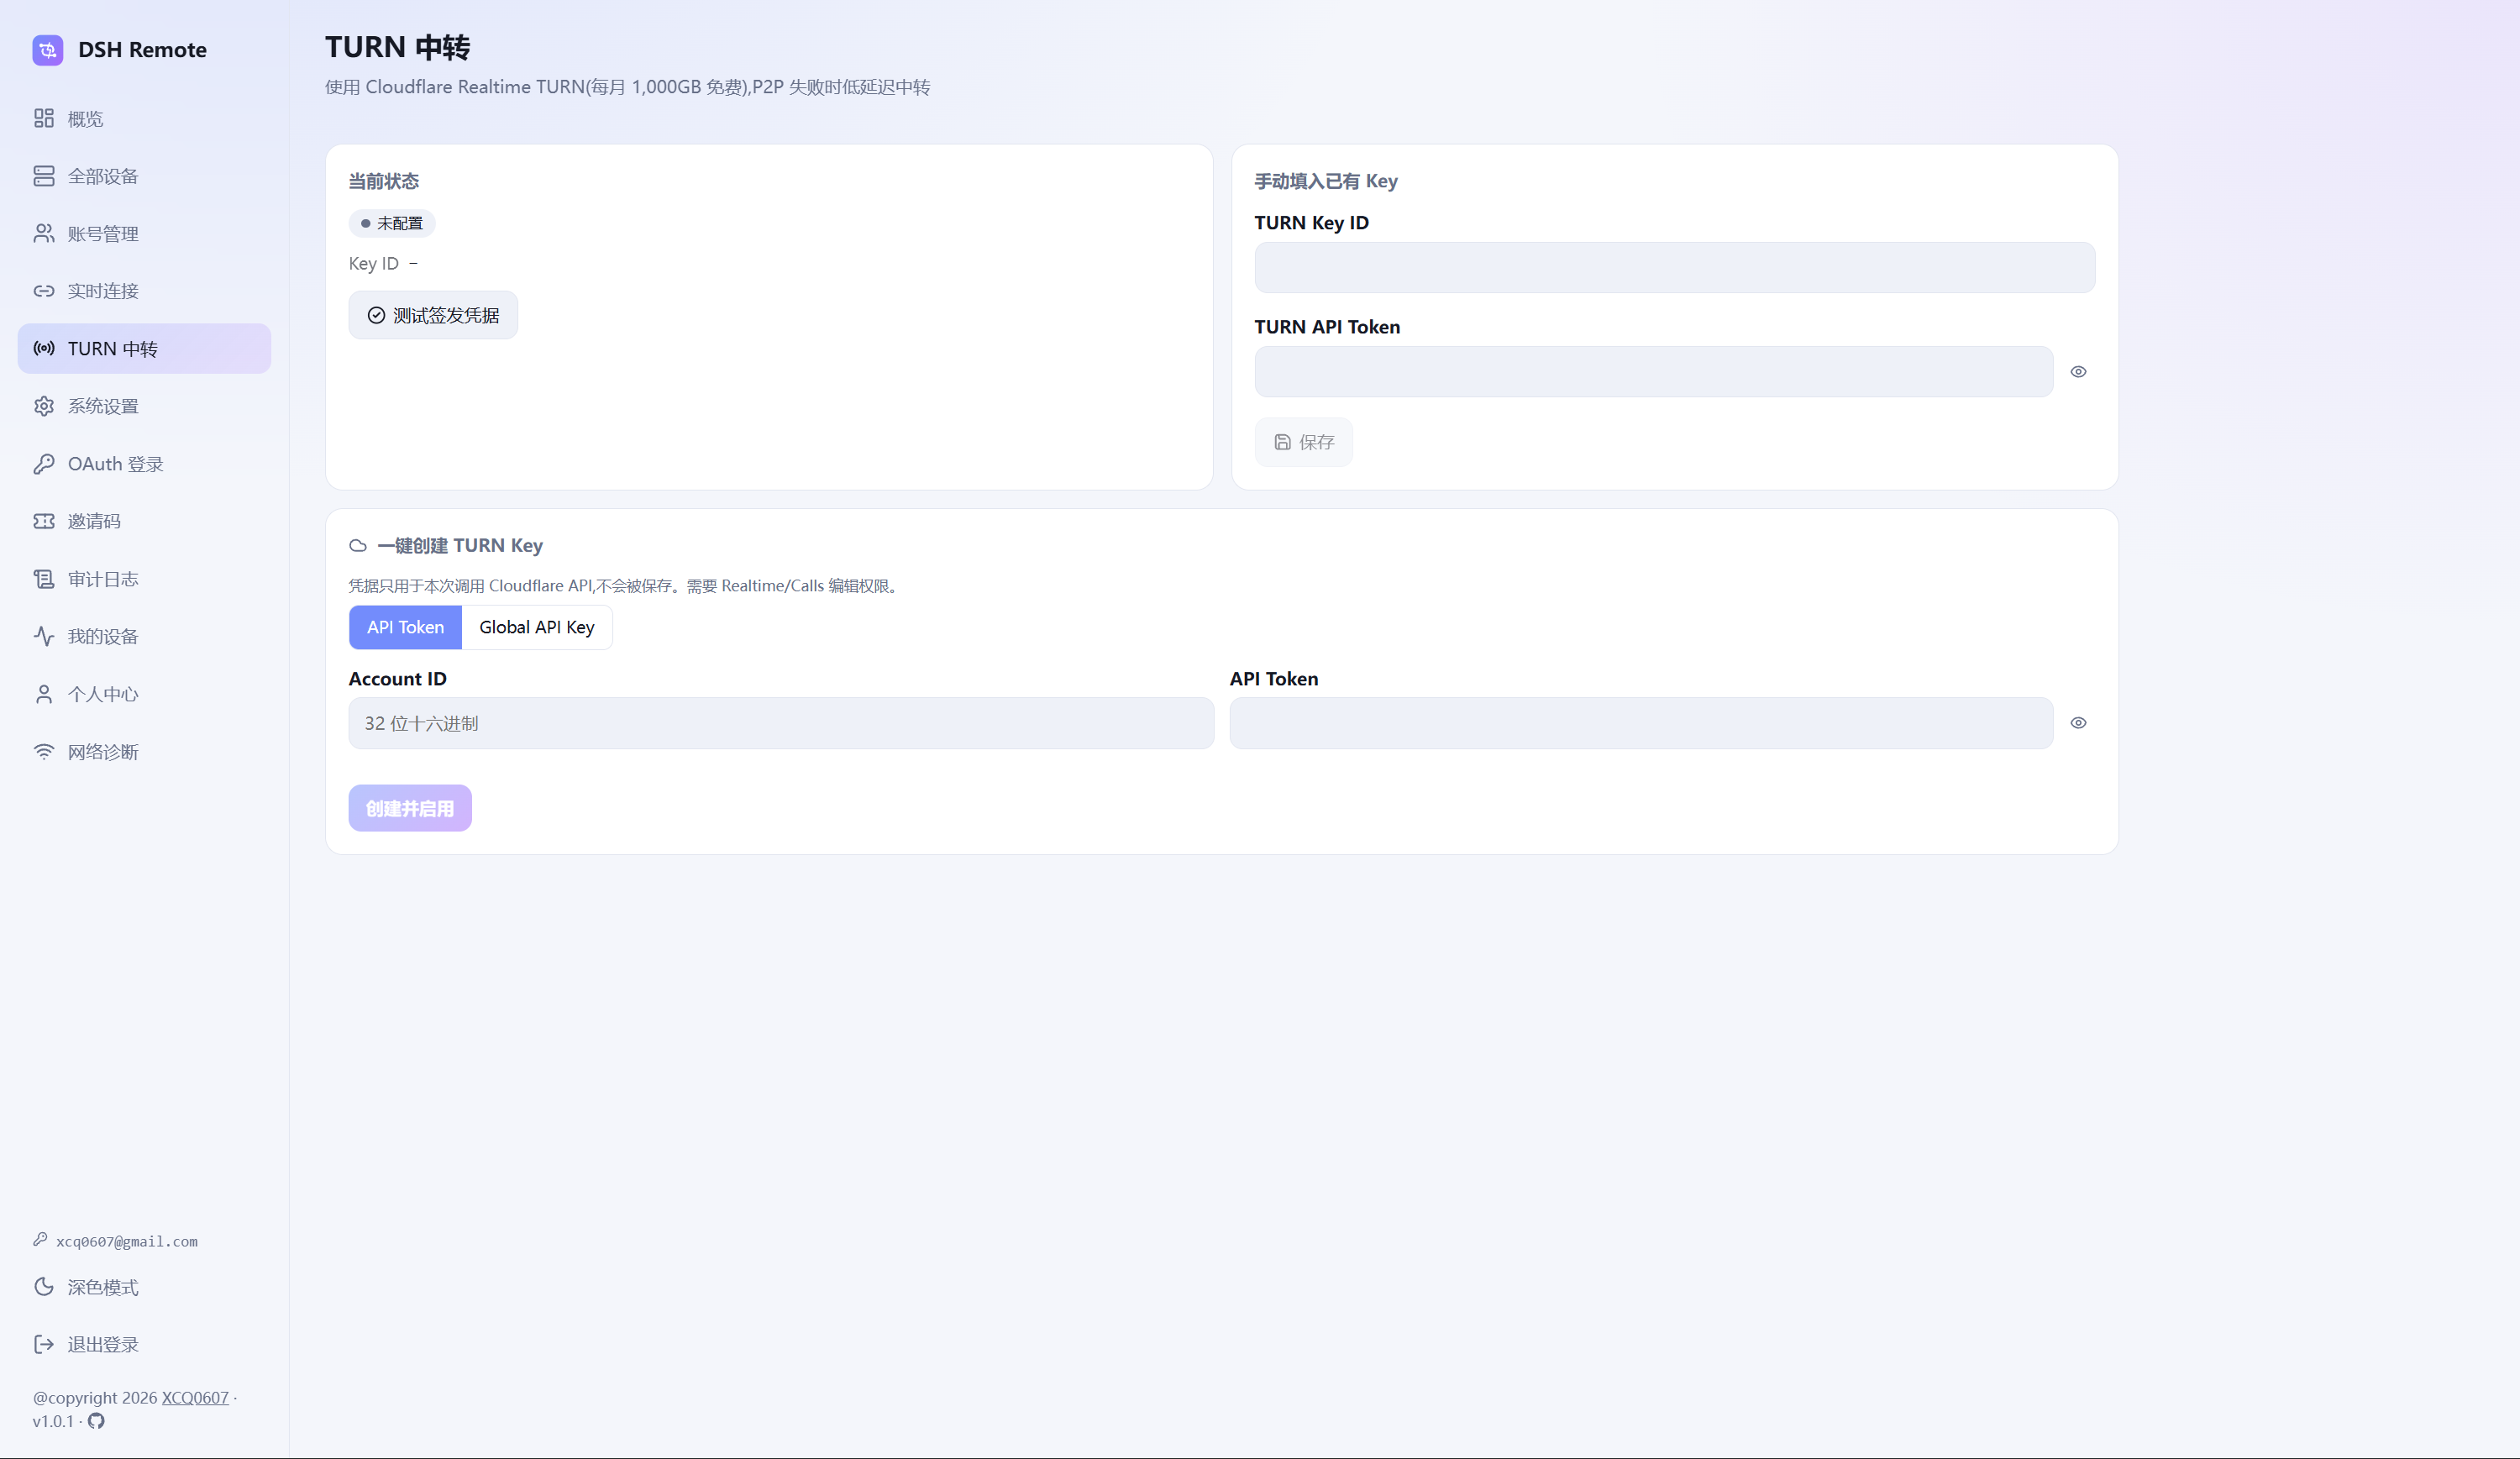 DSH Remote
概览
全部设备
账号管理
实时连接
TURN 中转
系统设置
OAuth 登录
邀请码
审计日志
我的设备
个人中心
网络诊断
xcq0607@gmail.com
深色模式
退出登录
@copyright 2026 XCQ0607 ·
v1.0.1 ·
TURN 中转
使用 Cloudflare Realtime TURN(每月 1,000GB 免费),P2P 失败时低延迟中转
当前状态
未配置
Key ID –
测试签发凭据
手动填入已有 Key
TURN Key ID
TURN API Token
保存
一键创建 TURN Key
凭据只用于本次调用 Cloudflare API,不会被保存。需要 Realtime/Calls 编辑权限。
API Token Global API Key
Account ID
32 位十六进制
API Token
创建并启用